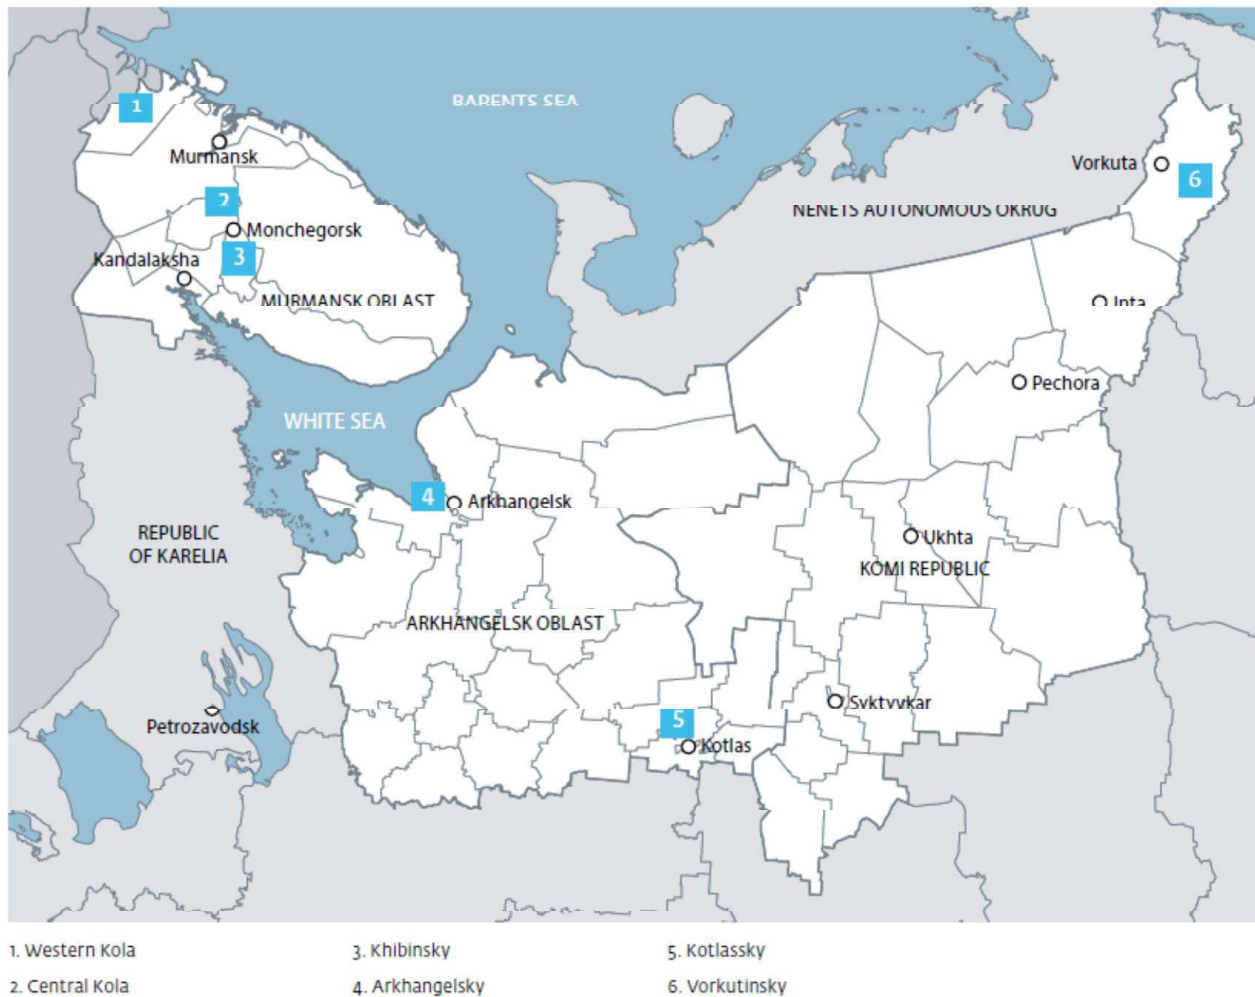 BARENTS SEA
1
Murmansk
Vorkuta
6
2
NENETS AUTONOMOUS OKRUG
Monchegorsk
Kandalaksha
3
MURMANSK OBLAST
Inta
Pechora
WHITE SEA
4
Arkhangelsk
REPUBLIC
OF KARELIA
Ukhta
KOMI REPUBLIC
ARKHANGELSK OBLAST
Syktyvkar
Petrozavodsk
5
Kotlas
1. Western Kola
3. Khibinsky
5. Kotlassky
2. Central Kola
4. Arkhangelsky
6. Vorkutinsky